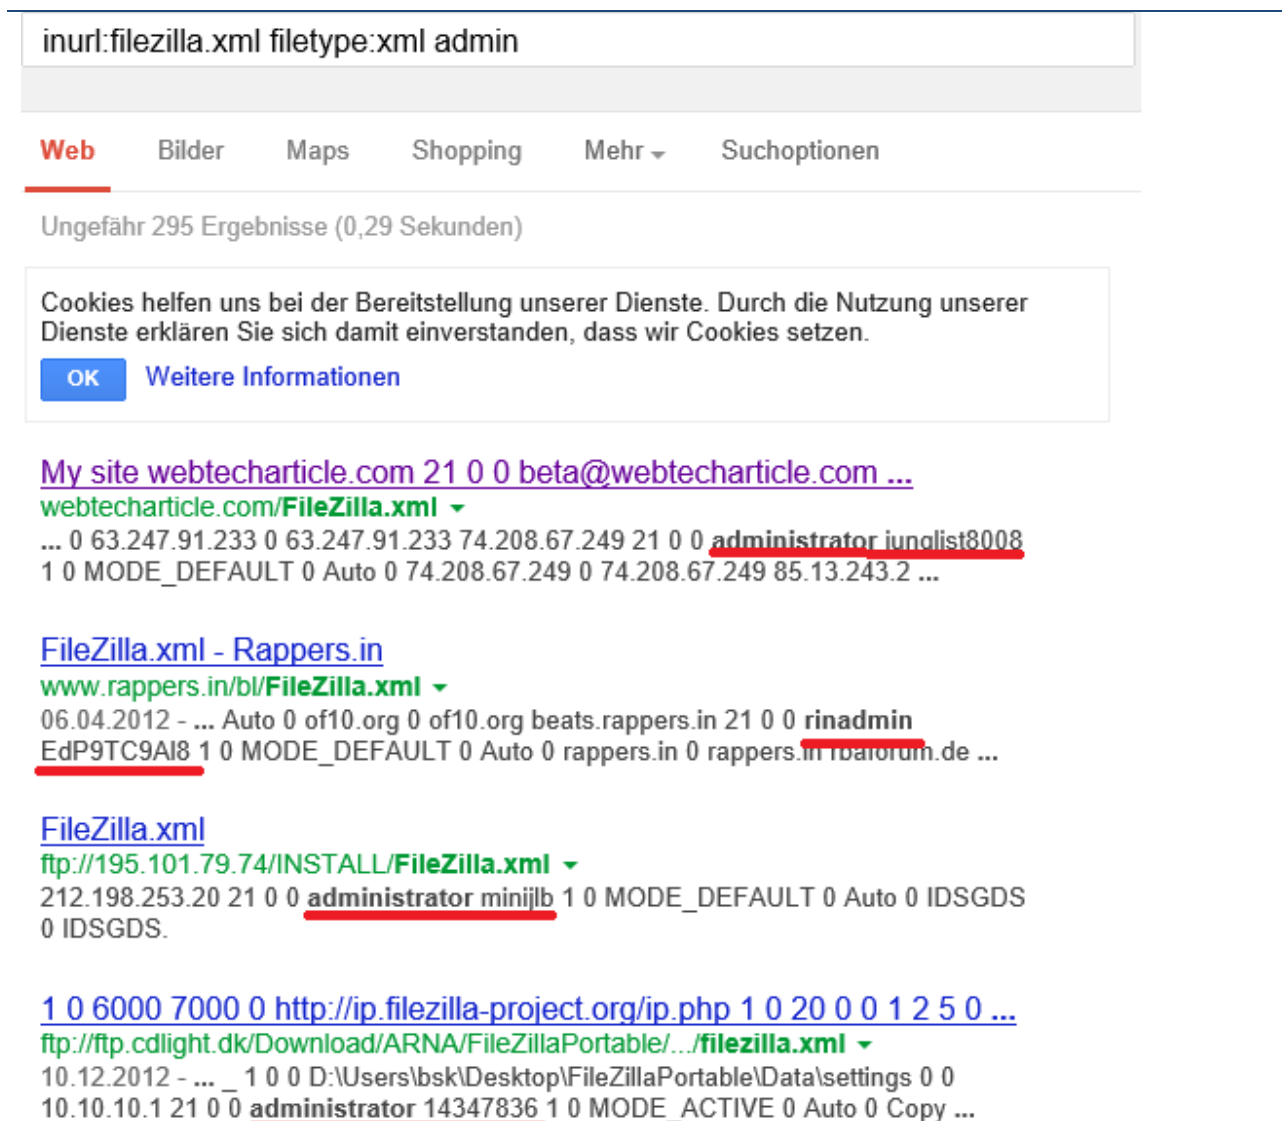 inurl:filezilla.xml filetype:xml admin
Web Bilder Maps Shopping Mehr Suchoptionen
Ungefähr 295 Ergebnisse (0,29 Sekunden)
Cookies helfen uns bei der Bereitstellung unserer Dienste. Durch die Nutzung unserer
Dienste erklären Sie sich damit einverstanden, dass wir Cookies setzen.
OK Weitere Informationen
My site webtecharticle.com 21 0 0 beta@webtecharticle.com ...
webtecharticle.com/FileZilla.xml
... 0 63.247.91.233 0 63.247.91.233 74.208.67.249 21 0 0 administrator junglist8008
1 0 MODE_DEFAULT 0 Auto 0 74.208.67.249 0 74.208.67.249 85.13.243.2 ...
FileZilla.xml - Rappers.in
www.rappers.in/bl/FileZilla.xml
06.04.2012 - ... Auto 0 of10.org 0 of10.org beats.rappers.in 21 0 0 rinadmin
EdP9TC9Al8 1 0 MODE_DEFAULT 0 Auto 0 rappers.in 0 rappers.in rbaforum.de ...
FileZilla.xml
ftp://195.101.79.74/INSTALL/FileZilla.xml
212.198.253.20 21 0 0 administrator minijlb 1 0 MODE_DEFAULT 0 Auto 0 IDSGDS
0 IDSGDS.
1 0 6000 7000 0 http://ip.filezilla-project.org/ip.php 1 0 20 0 0 1 2 5 0 ...
ftp://ftp.cdlight.dk/Download/ARNA/FileZillaPortable/.../filezilla.xml
10.12.2012 - ... _ 1 0 0 D:\Users\bsk\Desktop\FileZillaPortable\Data\settings 0 0
10.10.10.1 21 0 0 administrator 14347836 1 0 MODE_ACTIVE 0 Auto 0 Copy ...